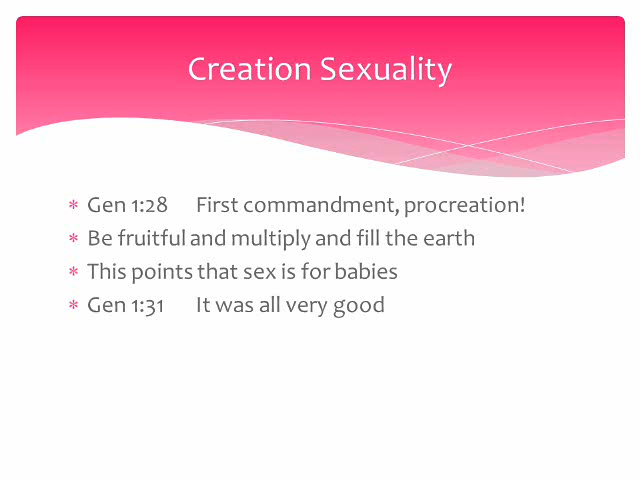 Creation Sexuality
* Gen 1:28 First commandment, procreation!
* Be fruitful and multiply and fill the earth
* This points that sex is for babies
* Gen 1:31 It was all very good